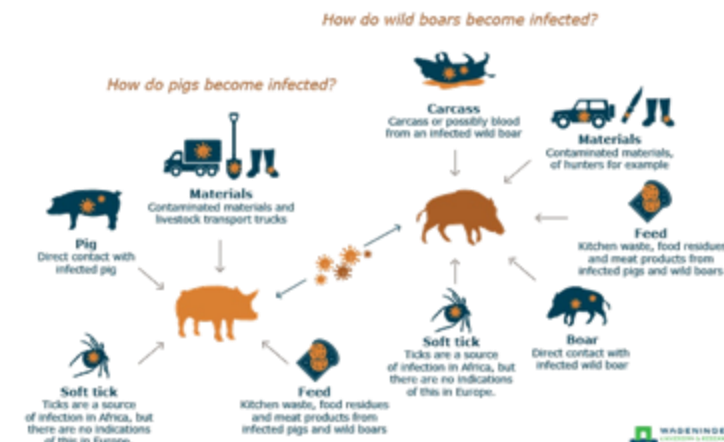 How do wild boars become infected?
Carcass
Carcass or possibly blood
from an infected wild boar
Materials
Contaminated materials,
of hunters for example
Feed
Kitchen waste, food residues
and meat products from
infected pigs and wild boars
Boar
Direct contact with
infected wild boar
Soft tick
Ticks are a source
of infection in Africa, but
there are no indications
of this in Europe.
How do pigs become infected?
Materials
Contaminated materials and
livestock transport trucks
Pig
Direct contact with
infected pig
Soft tick
Ticks are a source
of infection in Africa, but
there are no indications
of this in Europe.
Feed
Kitchen waste, food residues
and meat products from
infected pigs and wild boars